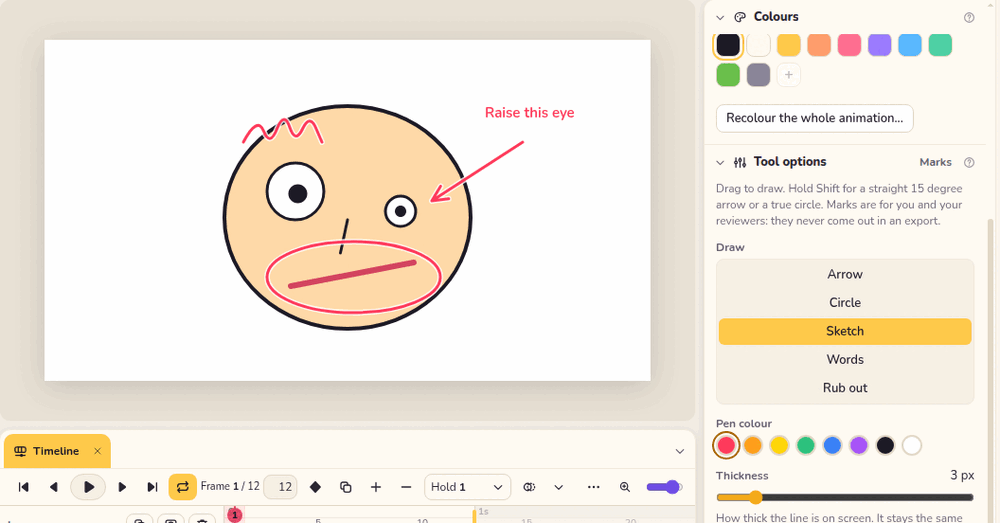 Colours
Recolour the whole animation...
Tool options
Marks
Drag to draw. Hold Shift for a straight 15 degree
arrow or a true circle. Marks are for you and your
reviewers: they never come out in an export.
Draw
Arrow
Circle
Sketch
Words
Rub out
Pen colour
Thickness
3 px
How thick the line is on screen. It stays the same
Raise this eye
Timeline
Frame 1 / 12
12
Hold 1
1
1s
5
10
15
20